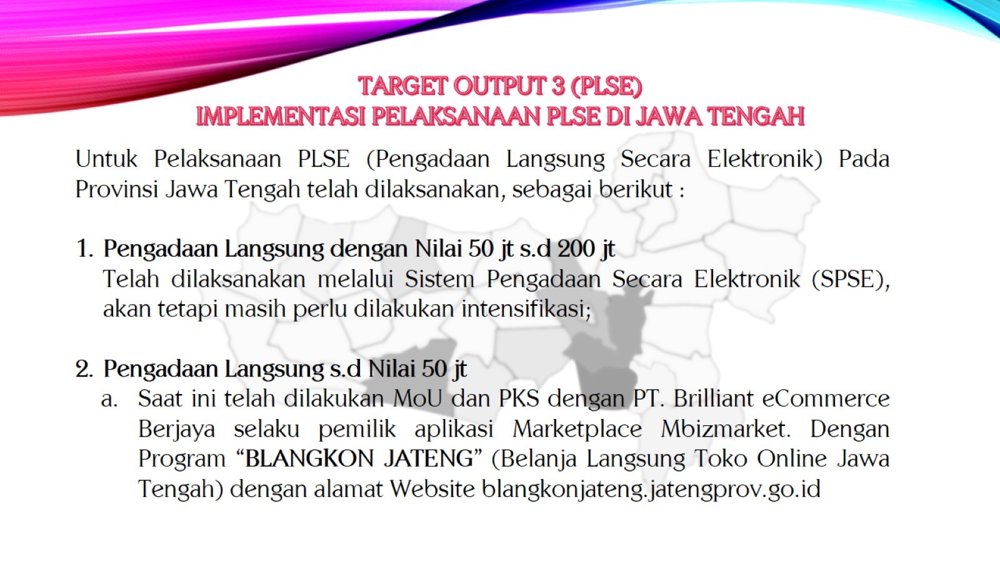 TARGET OUTPUT 3 (PLSE)
IMPLEMENTASI PELAKSANAAN PLSE DI JAWA TENGAH
Untuk Pelaksanaan PLSE (Pengadaan Langsung Secara Elektronik) Pada
Provinsi Jawa Tengah telah dilaksanakan, sebagai berikut :
1. Pengadaan Langsung dengan Nilai 50 jt s.d 200 jt
Telah dilaksanakan melalui Sistem Pengadaan Secara Elektronik (SPSE),
akan tetapi masih perlu dilakukan intensifikasi;
2. Pengadaan Langsung s.d Nilai 50 jt
a. Saat ini telah dilakukan MoU dan PKS dengan PT. Brilliant eCommerce
Berjaya selaku pemilik aplikasi Marketplace Mbizmarket. Dengan
Program “BLANGKON JATENG” (Belanja Langsung Toko Online Jawa
Tengah) dengan alamat Website blangkonjateng.jatengprov.go.id